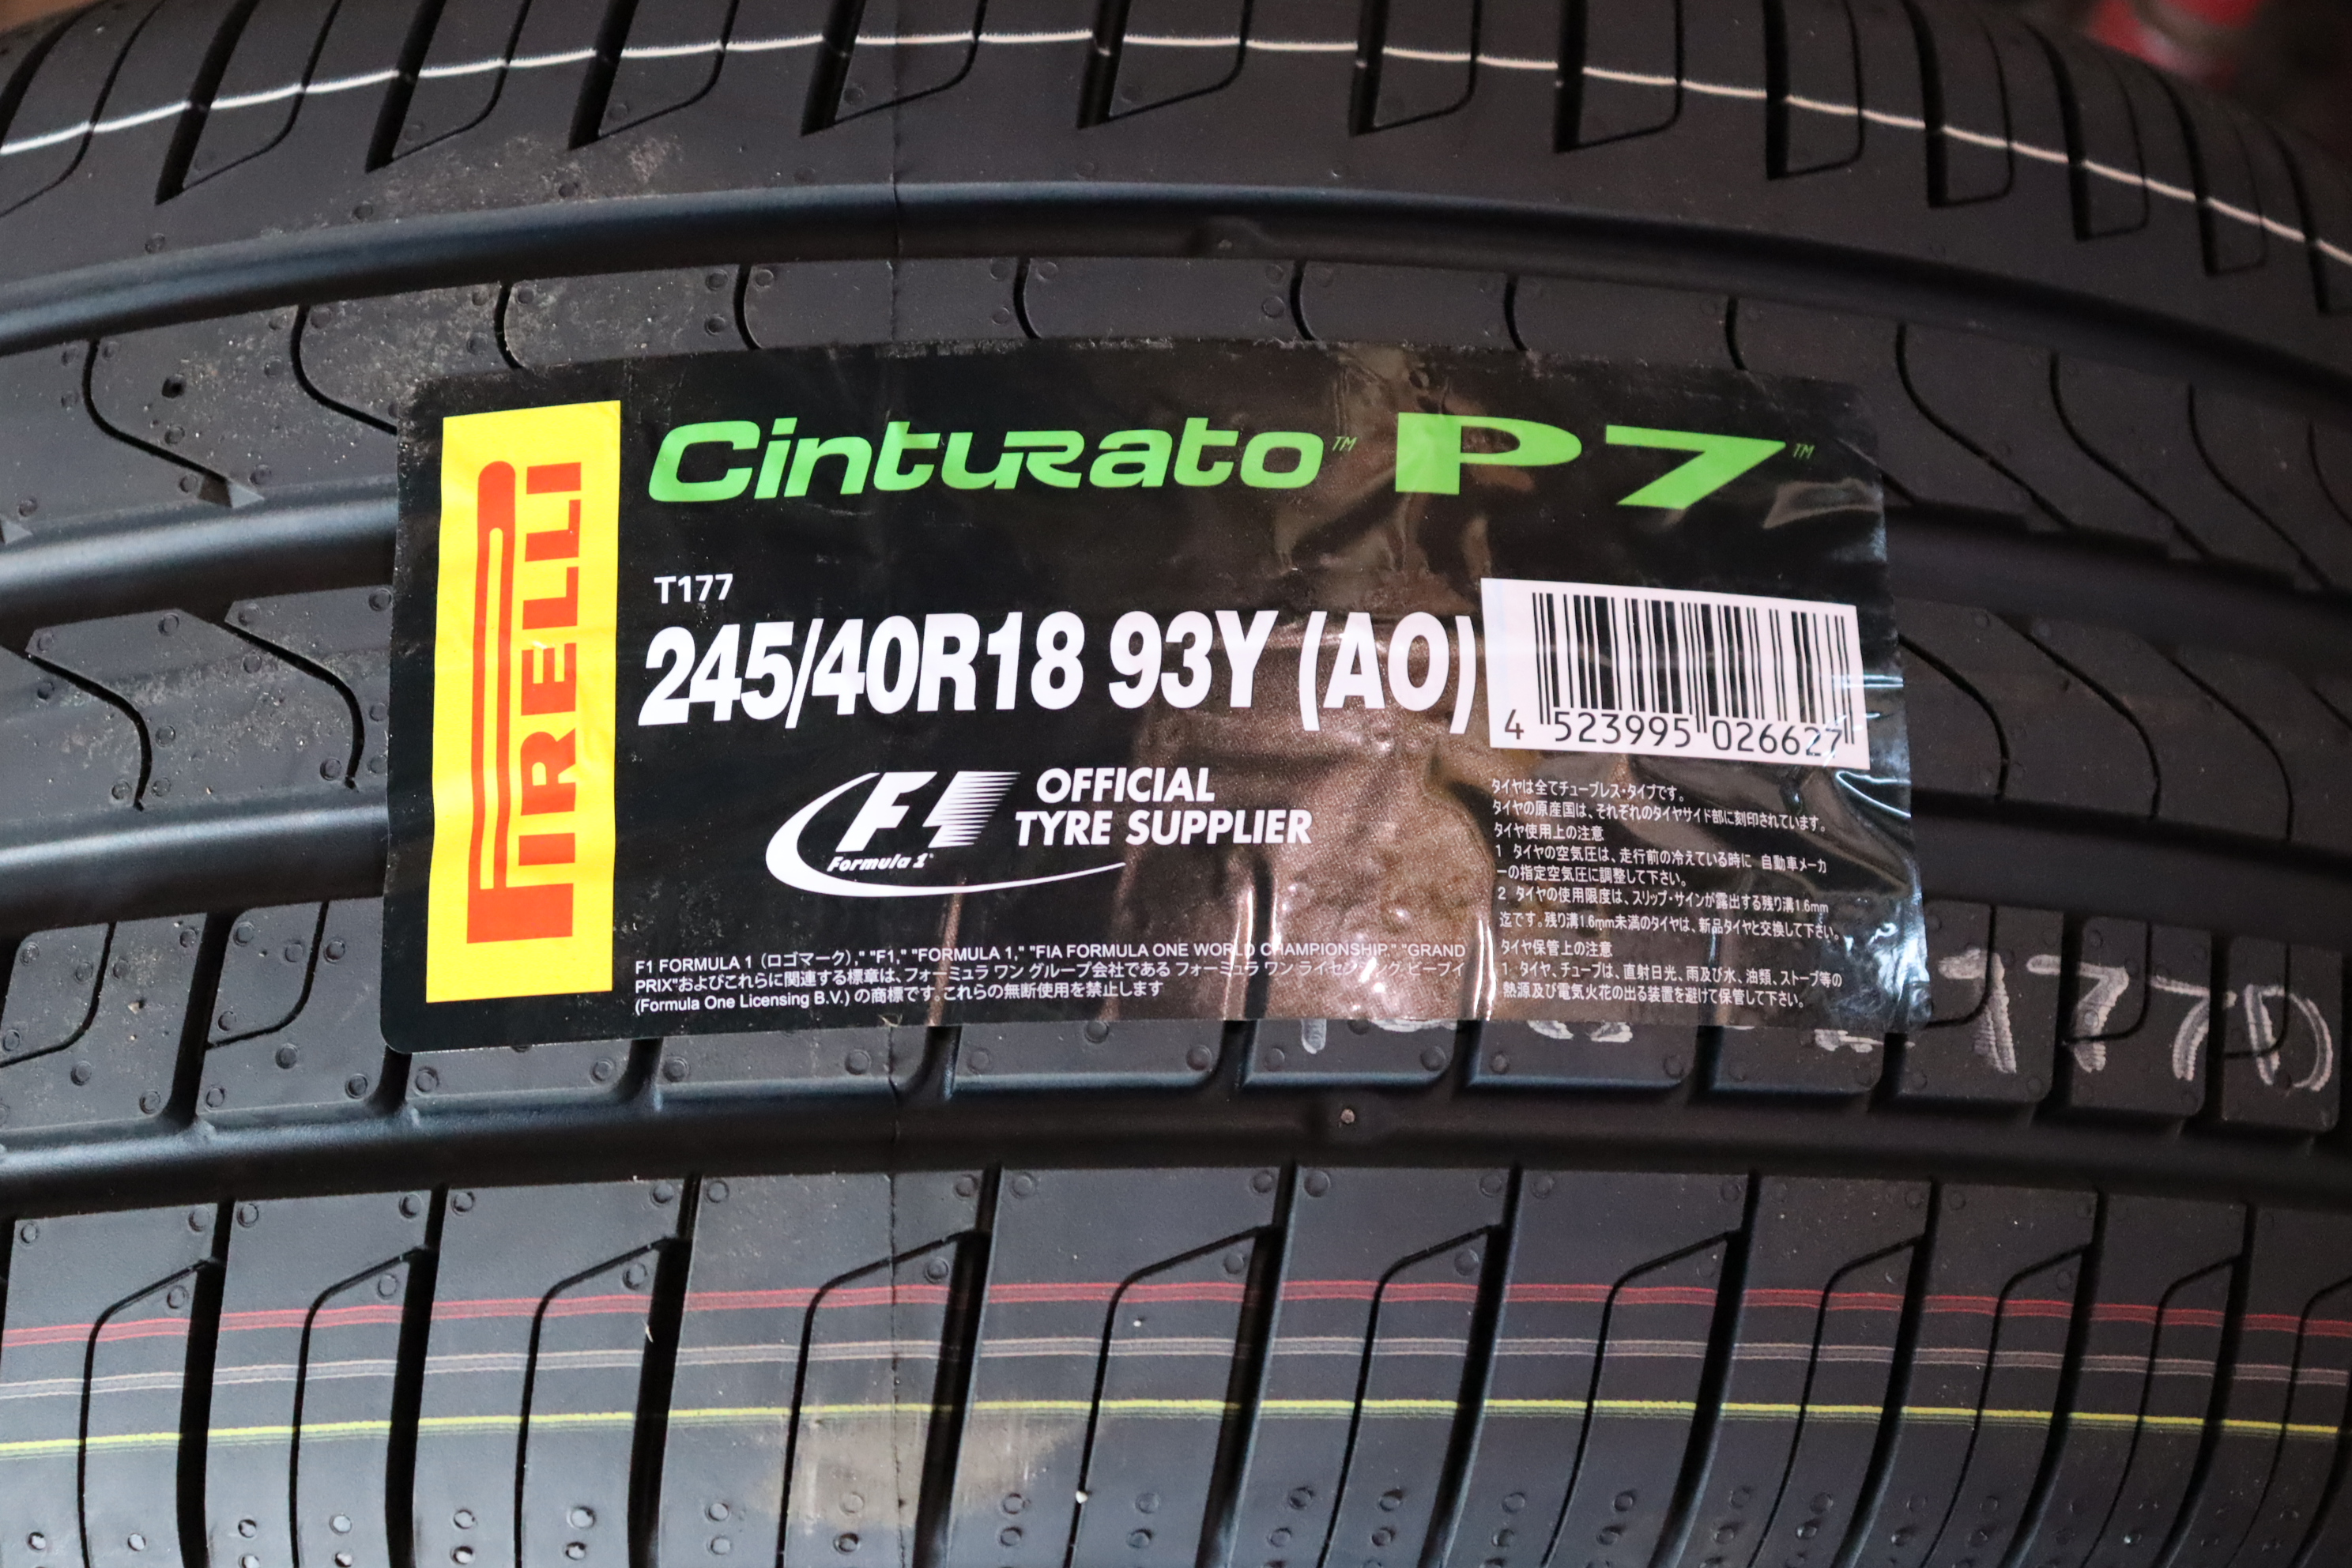 PIRELLI
Cinturato™ P7™
T177
245/40R18 93Y (AO)
4 523995 026627
F1
Formula 1®
OFFICIAL
TYRE SUPPLIER
F1 FORMULA 1（ロゴマーク）," "F1," "FORMULA 1," "FIA FORMULA ONE WORLD CHAMPIONSHIP," "GRAND
PRIX"およびこれらに関連する標章は、フォーミュラ ワン グループ会社である フォーミュラ ワン ライセンシング ビーブイ
(Formula One Licensing B.V.) の商標です。これらの無断使用を禁止します
タイヤは全てチューブレス・タイプです。
タイヤの原産国は、それぞれのタイヤサイド部に刻印されています。
タイヤ使用上の注意
1 タイヤの空気圧は、走行前の冷えている時に 自動車メーカ
ーの指定空気圧に調整して下さい。
2 タイヤの使用限度は、スリップ・サインが露出する残り溝1.6mm
迄です。残り溝1.6mm未満のタイヤは、新品タイヤと交換して下さい。
タイヤ保管上の注意
1 タイヤ、チューブは、直射日光、雨及び水、油類、ストーブ等の
熱源及び電気火花の出る装置を避けて保管して下さい。
9770